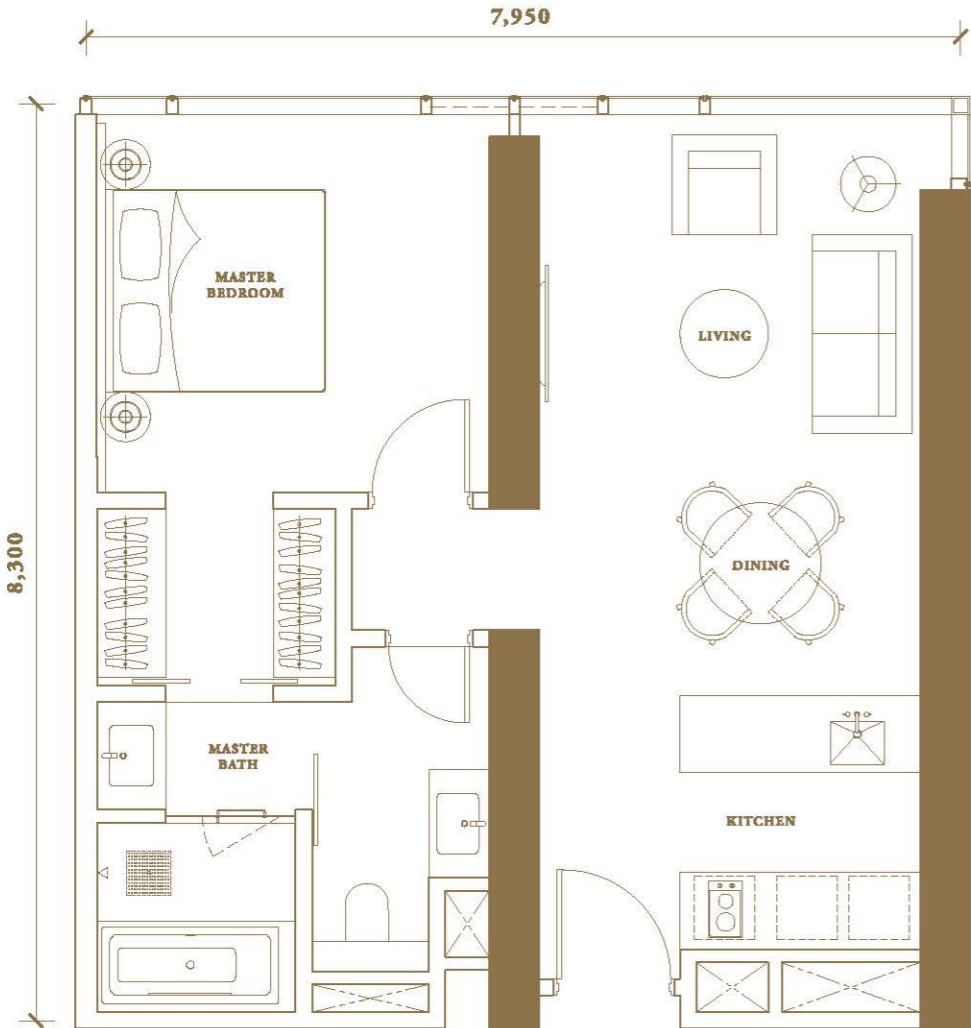 7,950
MASTER
BEDROOM
LIVING
8,300
DINING
MASTER
BATH
KITCHEN